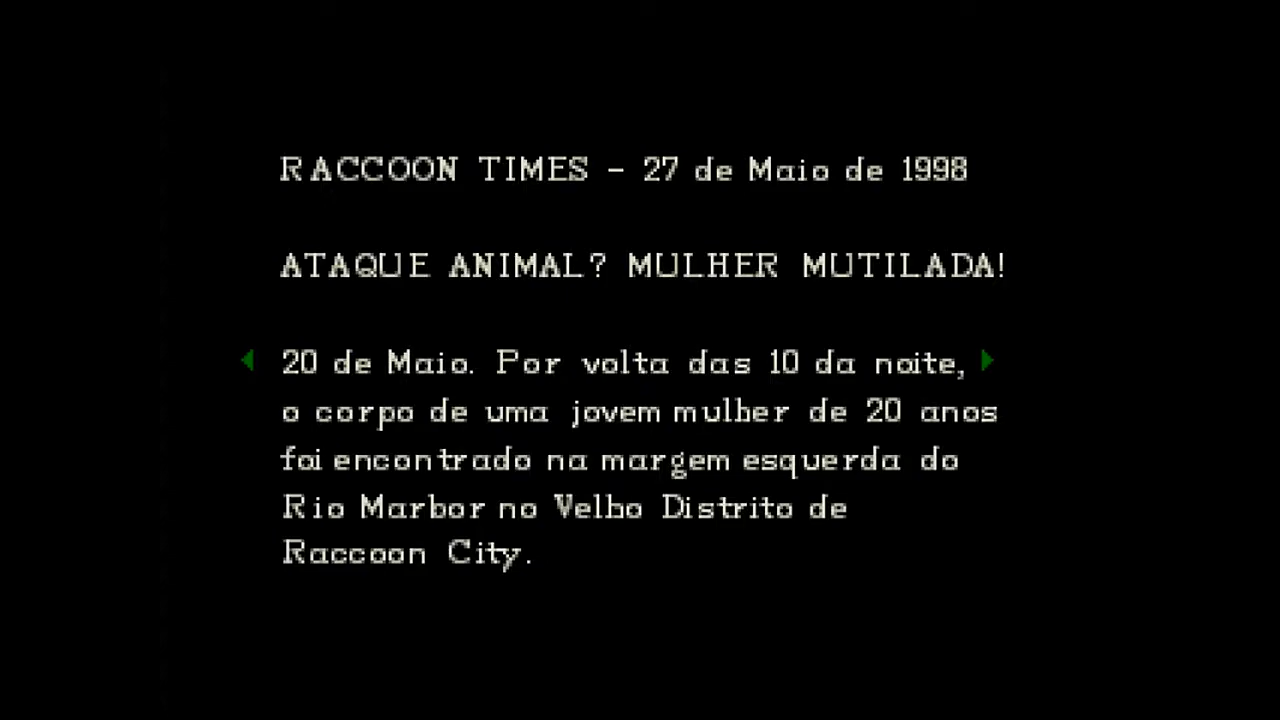 RACCOON TIMES - 27 de Maio de 1998
ATAQUE ANIMAL? MULHER MUTILADA!
20 de Maio. Por volta das 10 da noite,
o corpo de uma jovem mulher de 20 anos
foi encontrado na margem esquerda do
Rio Marbor no Velho Distrito de
Raccoon City.